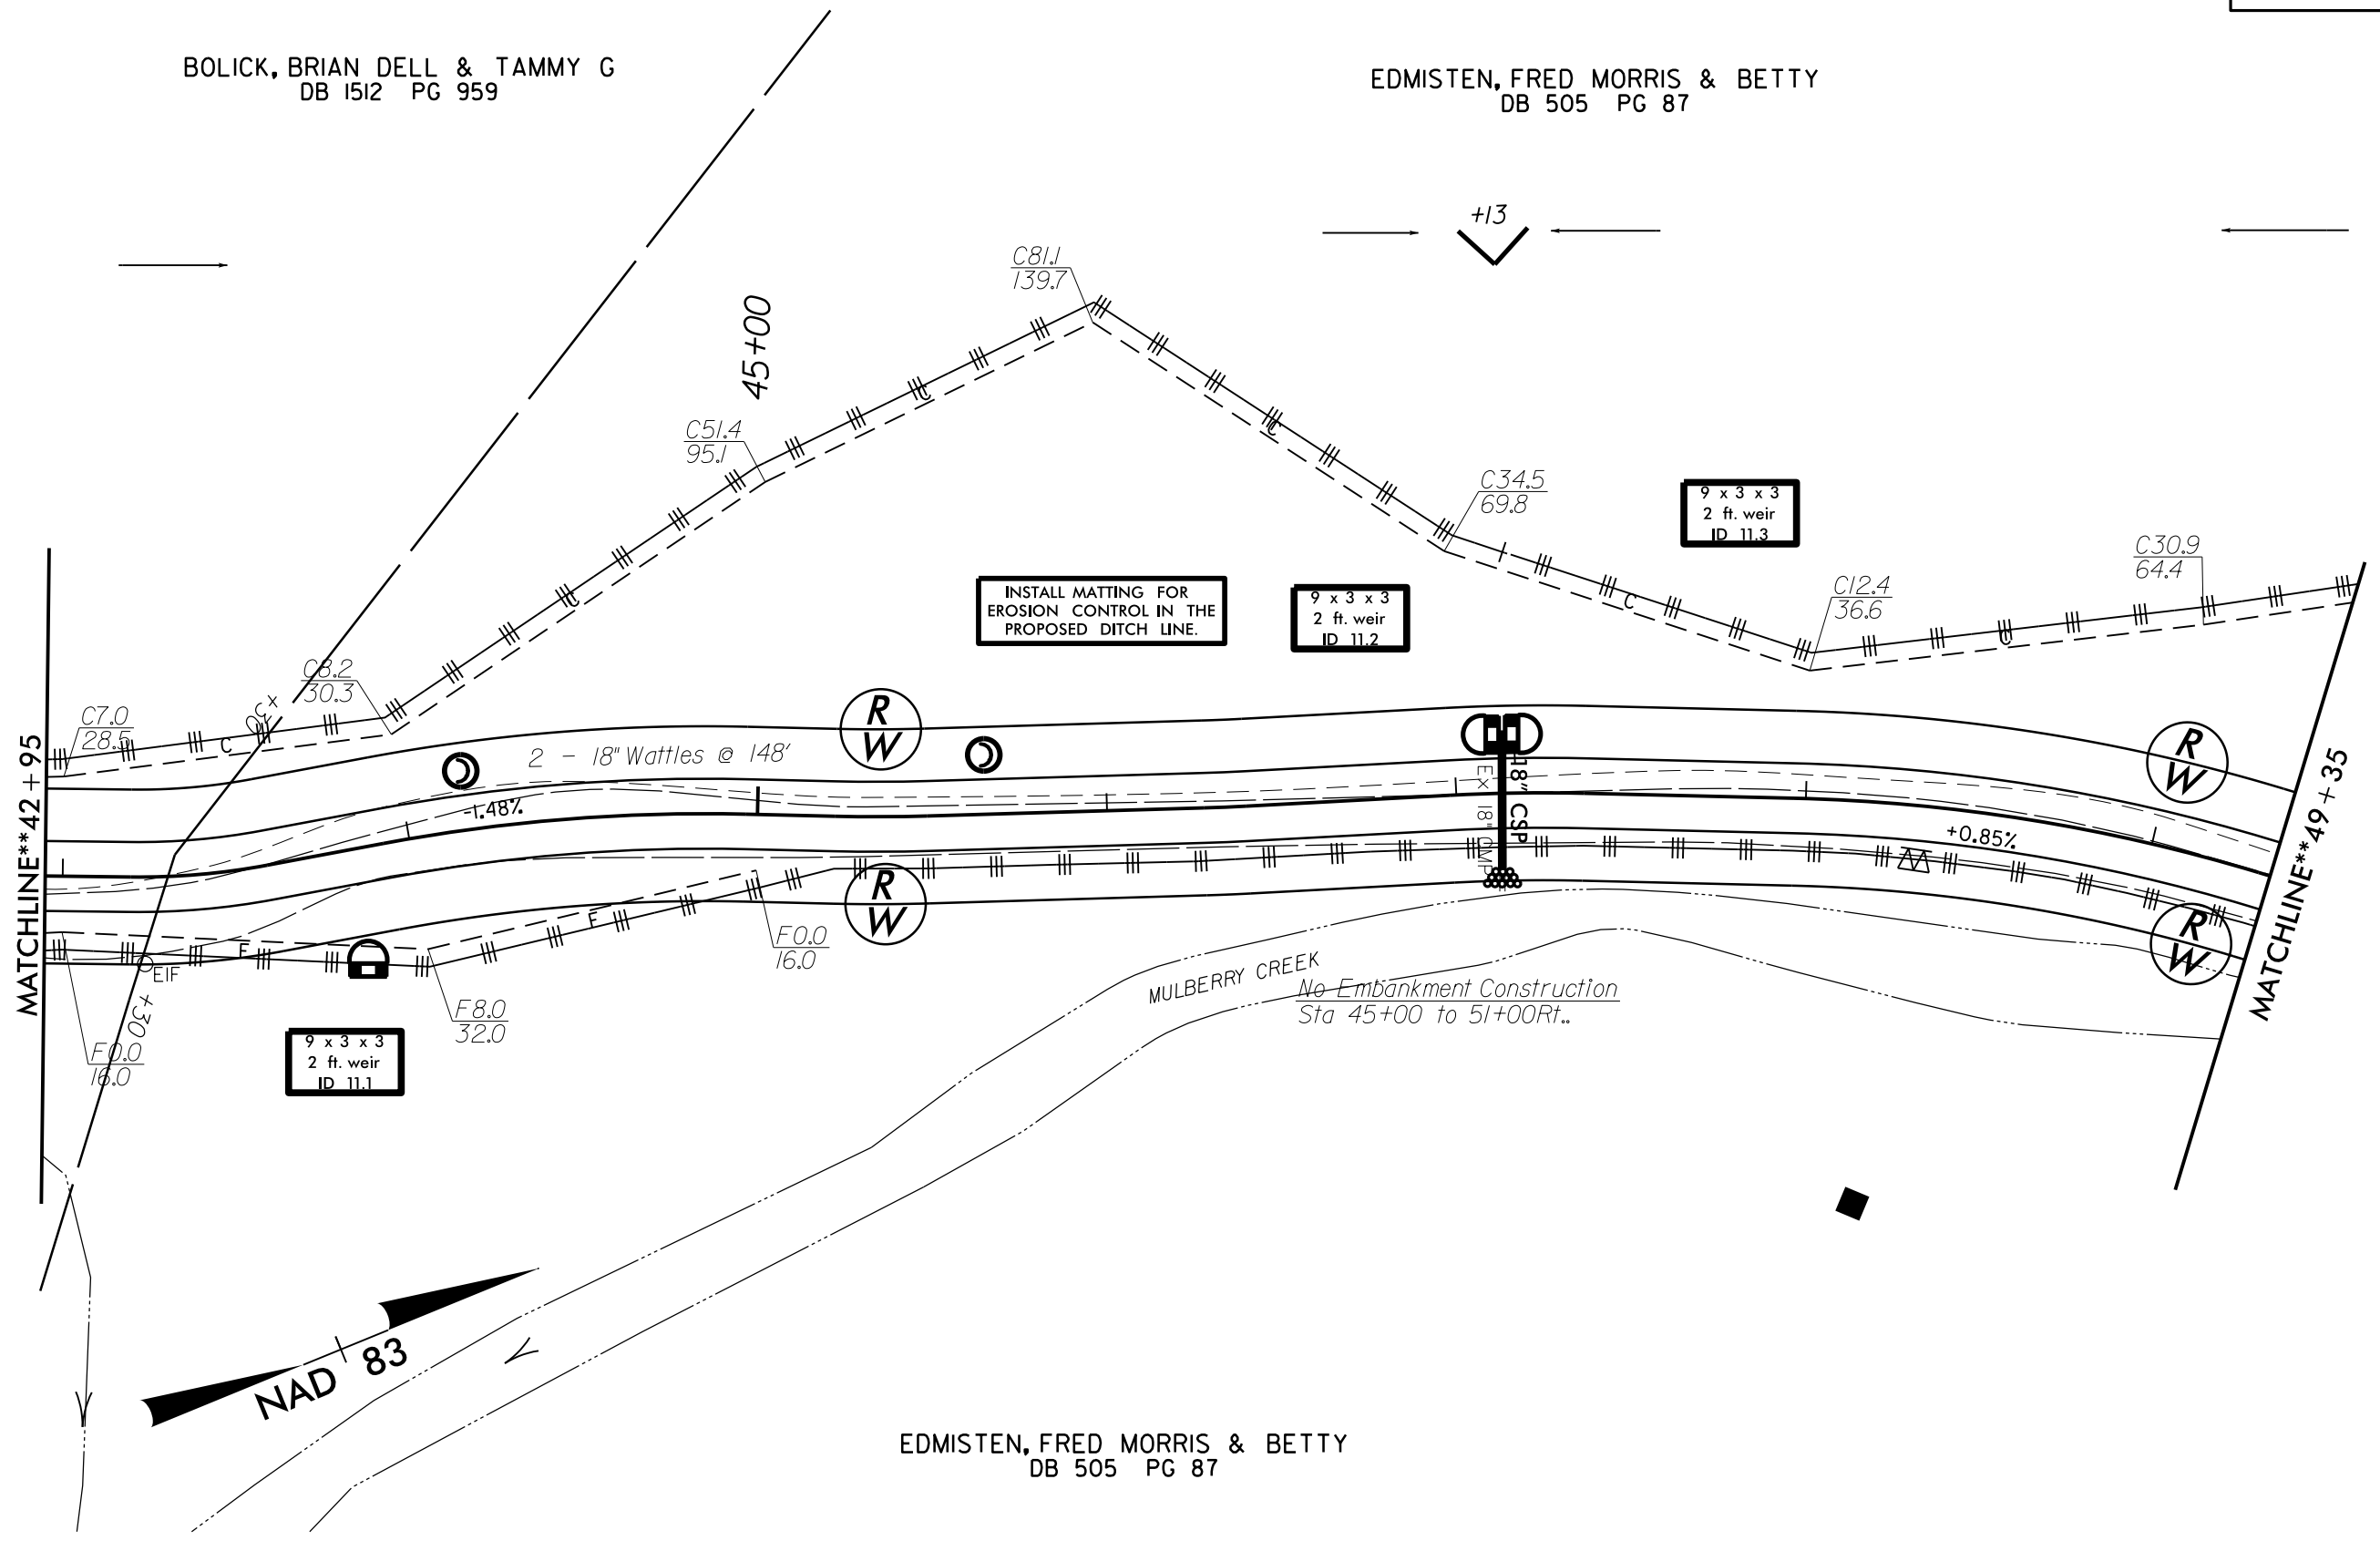 BOLICK, BRIAN DELL & TAMMY G
DB 1512 PG 959
EDMISTEN, FRED MORRIS & BETTY
DB 505 PG 87
+13
C81.1
139.7
45+00
C51.4
95.1
C34.5
69.8
9 x 3 x 3
2 ft. weir
ID 11.3
C30.9
64.4
INSTALL MATTING FOR
EROSION CONTROL IN THE
PROPOSED DITCH LINE.
9 x 3 x 3
2 ft. weir
ID 11.2
C12.4
36.6
C8.2
30.3
+50
C7.0
28.5
C
C
C
C
C
C
R
W
2 - 18" Wattles @ 148'
R
W
MATCHLINE**42+95
-1.48%
18" CSP
EX 18" CMP
+0.85%
MATCHLINE**49+35
R
W
R
W
F
F
F0.0
16.0
EIF
+30
F8.0
32.0
F0.0
16.0
MULBERRY CREEK
No Embankment Construction
Sta 45+00 to 51+00Rt..
9 x 3 x 3
2 ft. weir
ID 11.1
NAD 83
EDMISTEN, FRED MORRIS & BETTY
DB 505 PG 87